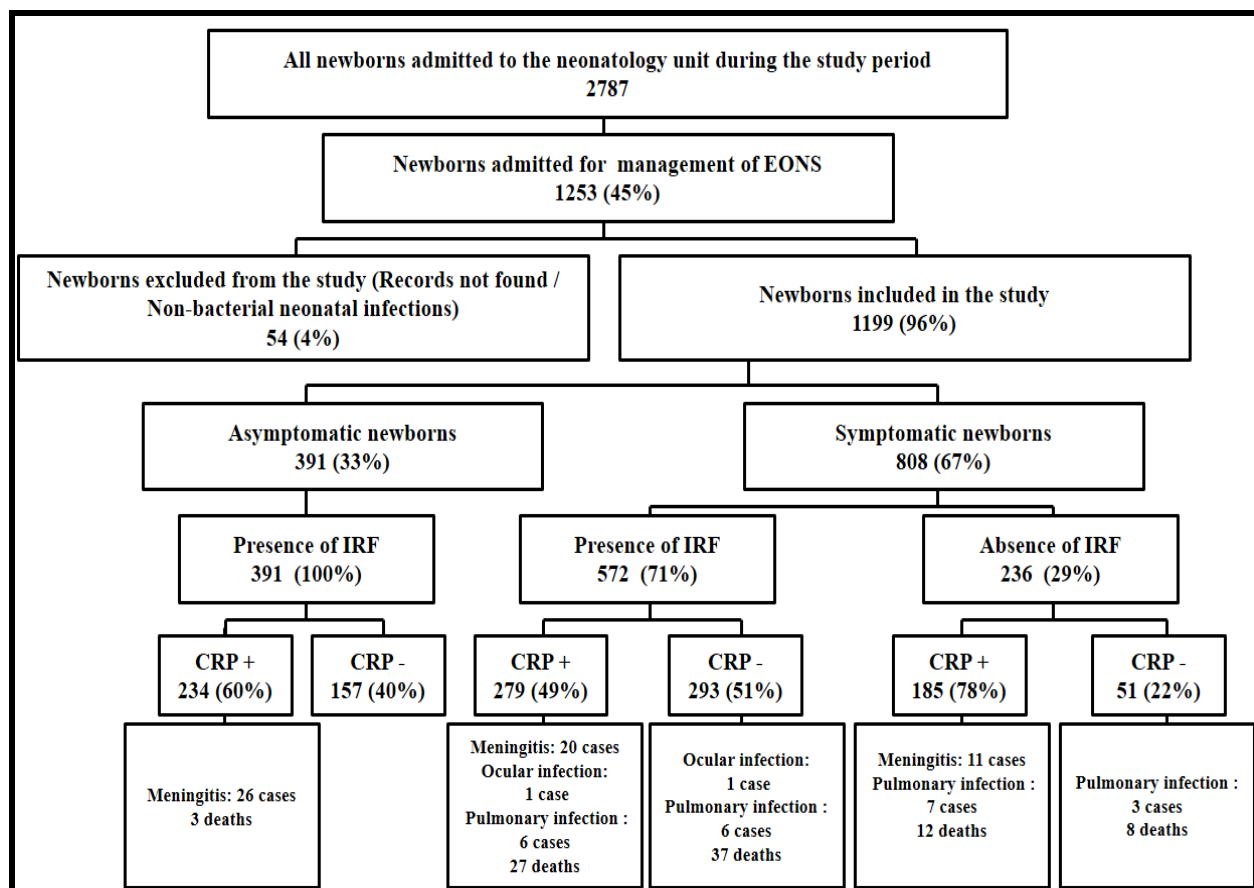 All newborns admitted to the neonatology unit during the study period
2787
Newborns admitted for management of EONS
1253 (45%)
Newborns excluded from the study (Records not found /
Non-bacterial neonatal infections)
54 (4%)
Newborns included in the study
1199 (96%)
Asymptomatic newborns
391 (33%)
Symptomatic newborns
808 (67%)
Presence of IRF
391 (100%)
Presence of IRF
572 (71%)
Absence of IRF
236 (29%)
CRP +
234 (60%)
CRP -
157 (40%)
CRP +
279 (49%)
CRP -
293 (51%)
CRP +
185 (78%)
CRP -
51 (22%)
Meningitis: 26 cases
3 deaths
Meningitis: 20 cases
Ocular infection:
1 case
Pulmonary infection :
6 cases
27 deaths
Ocular infection:
1 case
Pulmonary infection :
6 cases
37 deaths
Meningitis: 11 cases
Pulmonary infection :
7 cases
12 deaths
Pulmonary infection :
3 cases
8 deaths